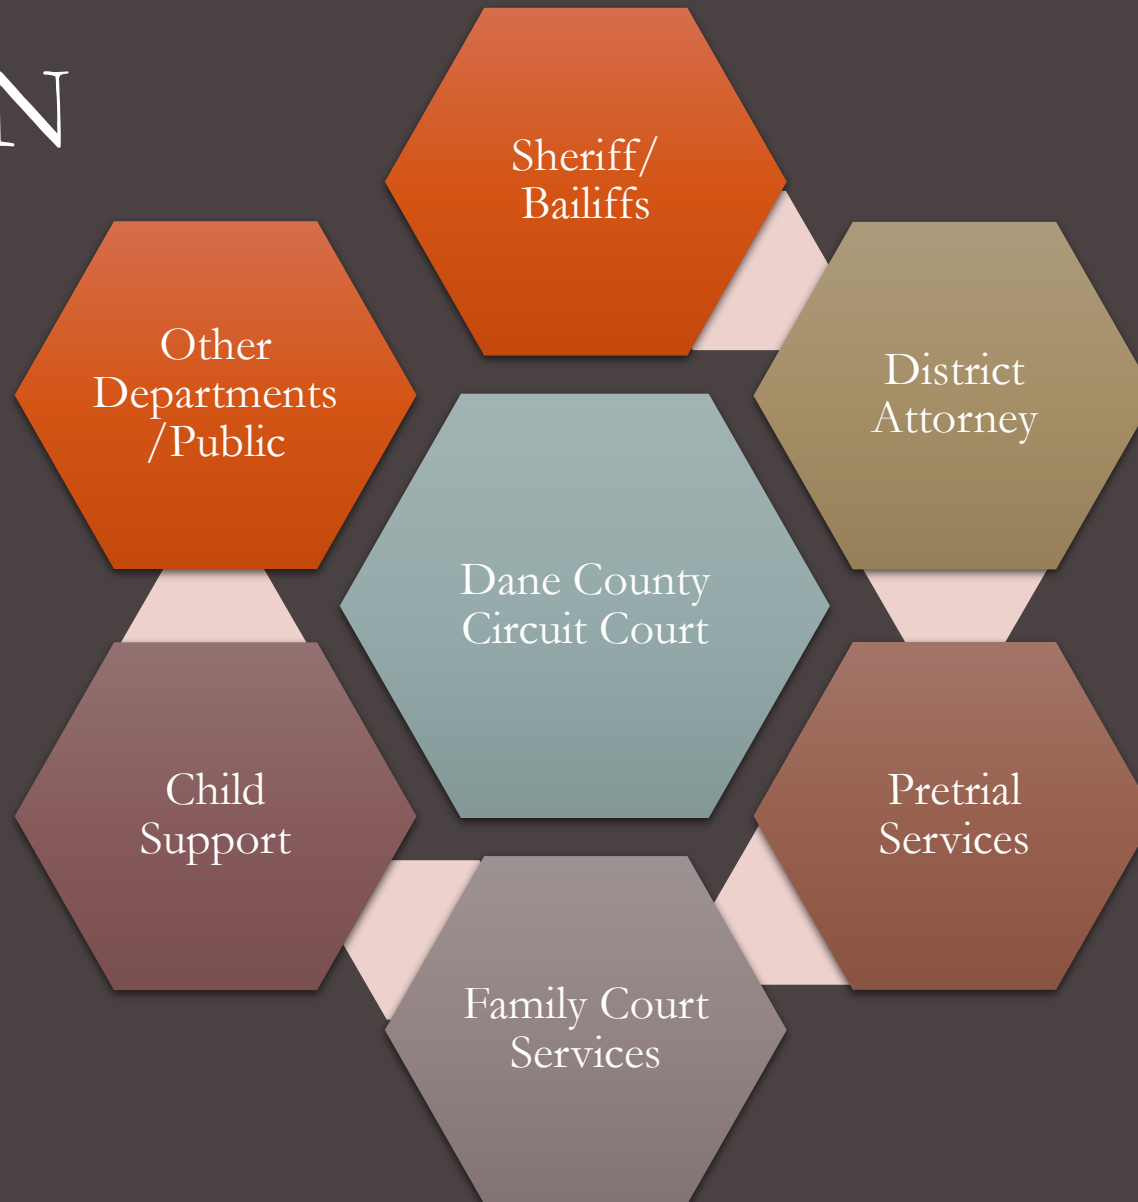 N
Sheriff/
Bailiffs
Other
Departments
/Public
District
Attorney
Dane County
Circuit Court
Child
Support
Pretrial
Services
Family Court
Services